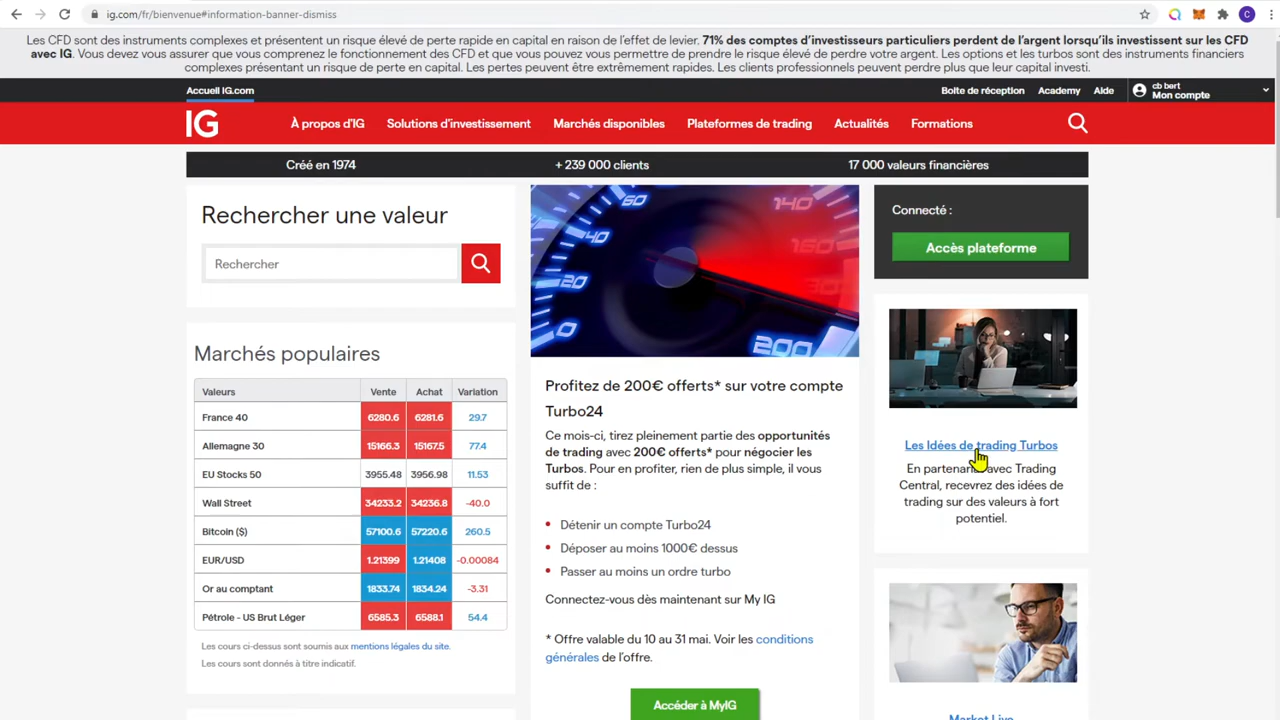 ig.com/fr/bienvenue#information-banner-dismiss
C
Les CFD sont des instruments complexes et présentent un risque élevé de perte rapide en capital en raison de l'effet de levier. 71% des comptes d'investisseurs particuliers perdent de l'argent lorsqu'ils investissent sur les CFD
avec IG. Vous devez vous assurer que vous comprenez le fonctionnement des CFD et que vous pouvez vous permettre de prendre le risque élevé de perdre votre argent. Les options et les turbos sont des instruments financiers
complexes présentant un risque de perte en capital. Les pertes peuvent être extrêmement rapides. Les clients professionnels peuvent perdre plus que leur capital investi.
Accueil IG.com
Boite de réception Academy Aide
cb bert
Mon compte
IG À propos d'IG Solutions d'investissement Marchés disponibles Plateformes de trading Actualités Formations
Créé en 1974 + 239 000 clients 17 000 valeurs financières
Rechercher une valeur
Rechercher
Marchés populaires
Valeurs Vente Achat Variation
France 40 6280.6 6281.6 29.7
Allemagne 30 15166.3 15167.5 77.4
EU Stocks 50 3955.48 3956.98 11.53
Wall Street 34233.2 34236.8 -40.0
Bitcoin ($) 57100.6 57220.6 260.5
EUR/USD 1.21399 1.21408 -0.00084
Or au comptant 1833.74 1834.24 -3.31
Pétrole - US Brut Léger 6585.3 6588.1 54.4
Les cours ci-dessus sont soumis aux mentions légales du site.
Les cours sont donnés à titre indicatif.
0 20 40 60 140 160 200
Profitez de 200€ offerts* sur votre compte
Turbo24
Ce mois-ci, tirez pleinement partie des opportunités
de trading avec 200€ offerts* pour négocier les
Turbos. Pour en profiter, rien de plus simple, il vous
suffit de :
• Détenir un compte Turbo24
• Déposer au moins 1000€ dessus
• Passer au moins un ordre turbo
Connectez-vous dès maintenant sur My IG
* Offre valable du 10 au 31 mai. Voir les conditions
générales de l'offre.
Accéder à MyIG
Connecté :
Accès plateforme
Les Idées de trading Turbos
En partenariat avec Trading
Central, recevrez des idées de
trading sur des valeurs à fort
potentiel.
Market Live